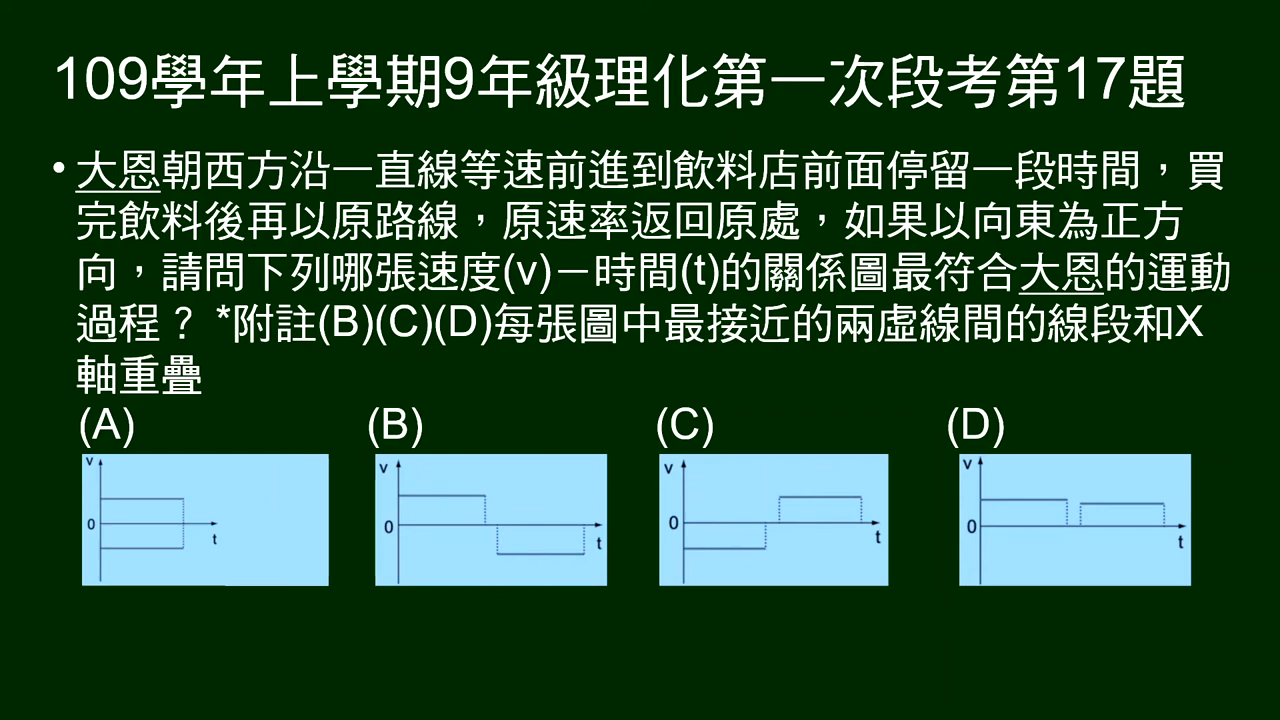 109學年上學期9年級理化第一次段考第17題
• 大恩朝西方沿一直線等速前進到飲料店前面停留一段時間，買
完飲料後再以原路線，原速率返回原處，如果以向東為正方
向，請問下列哪張速度(v)－時間(t)的關係圖最符合大恩的運動
過程？ *附註(B)(C)(D)每張圖中最接近的兩虛線間的線段和X
軸重疊
(A) (B) (C) (D)
v v v v
0 0 0 0
t t t t